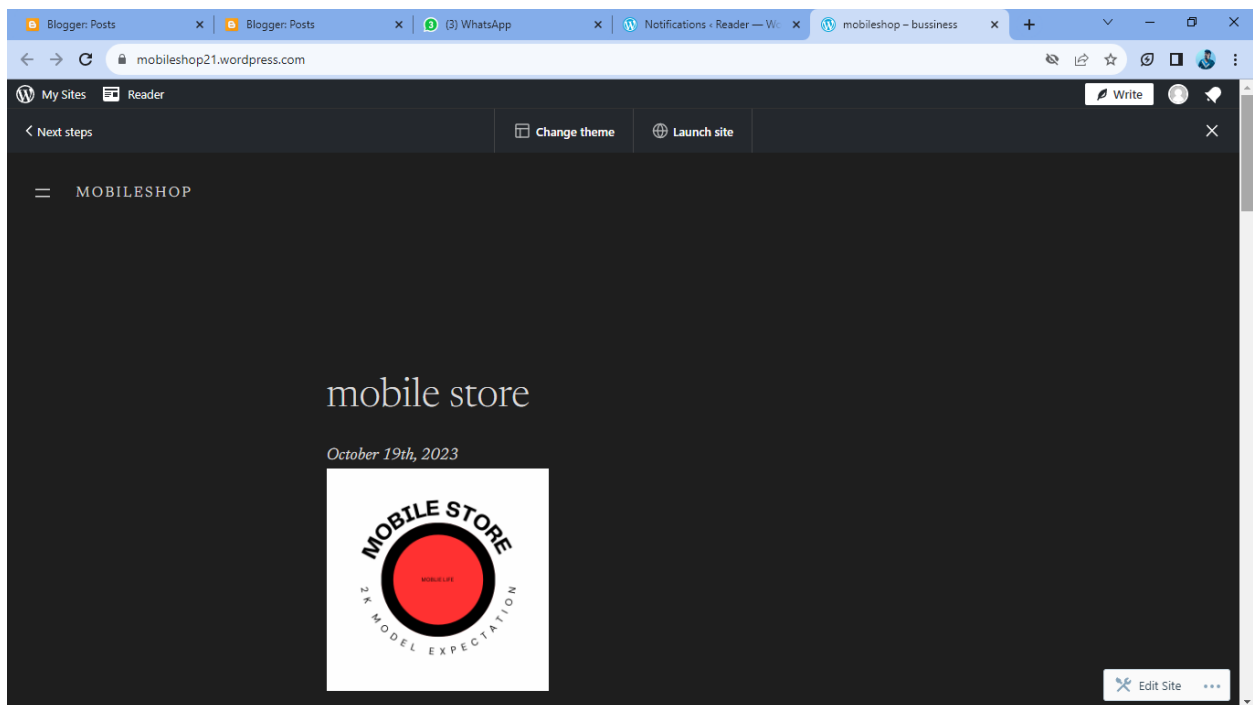 Blogger: Posts
Blogger: Posts
(3) WhatsApp
Notifications ‹ Reader — Wo
mobileshop – bussiness
mobileshop21.wordpress.com
My Sites
Reader
Write
Next steps
Change theme
Launch site
MOBILESHOP
mobile store
October 19th, 2023
MOBILE STORE
MOBILE LIFE
2K MODEL EXPECTATION
Edit Site